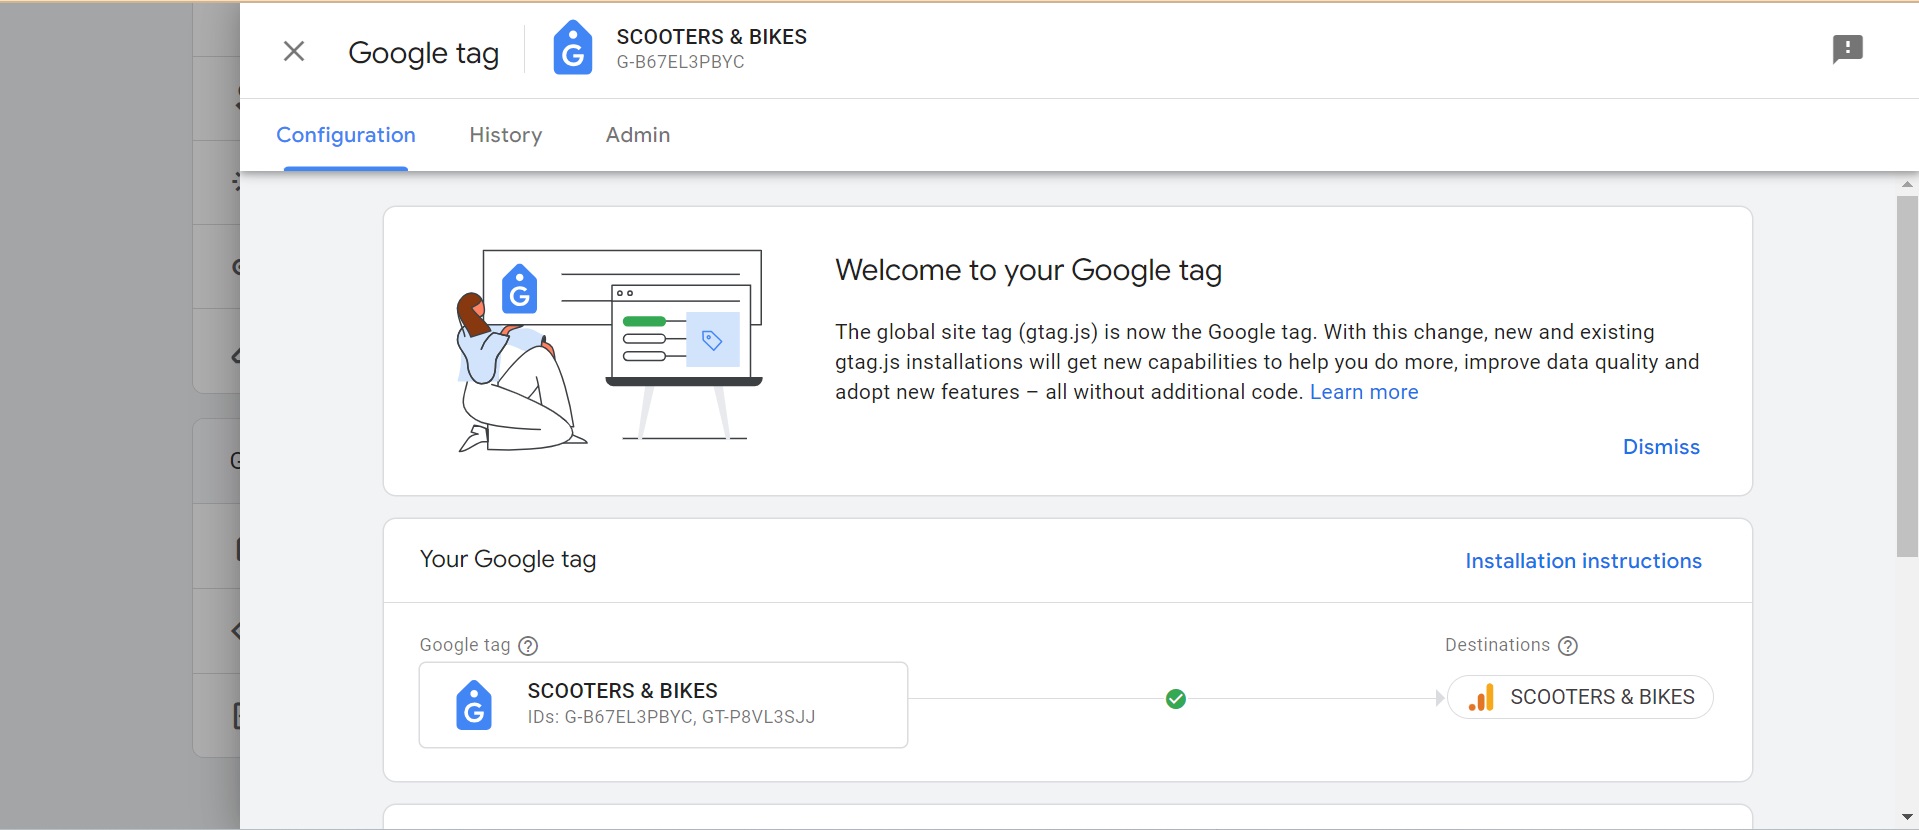 Google tag
SCOOTERS & BIKES
G-B67EL3PBYC
Configuration
History
Admin
Welcome to your Google tag
The global site tag (gtag.js) is now the Google tag. With this change, new and existing
gtag.js installations will get new capabilities to help you do more, improve data quality and
adopt new features – all without additional code. Learn more
Dismiss
Your Google tag
Installation instructions
Google tag
Destinations
SCOOTERS & BIKES
IDs: G-B67EL3PBYC, GT-P8VL3SJJ
SCOOTERS & BIKES